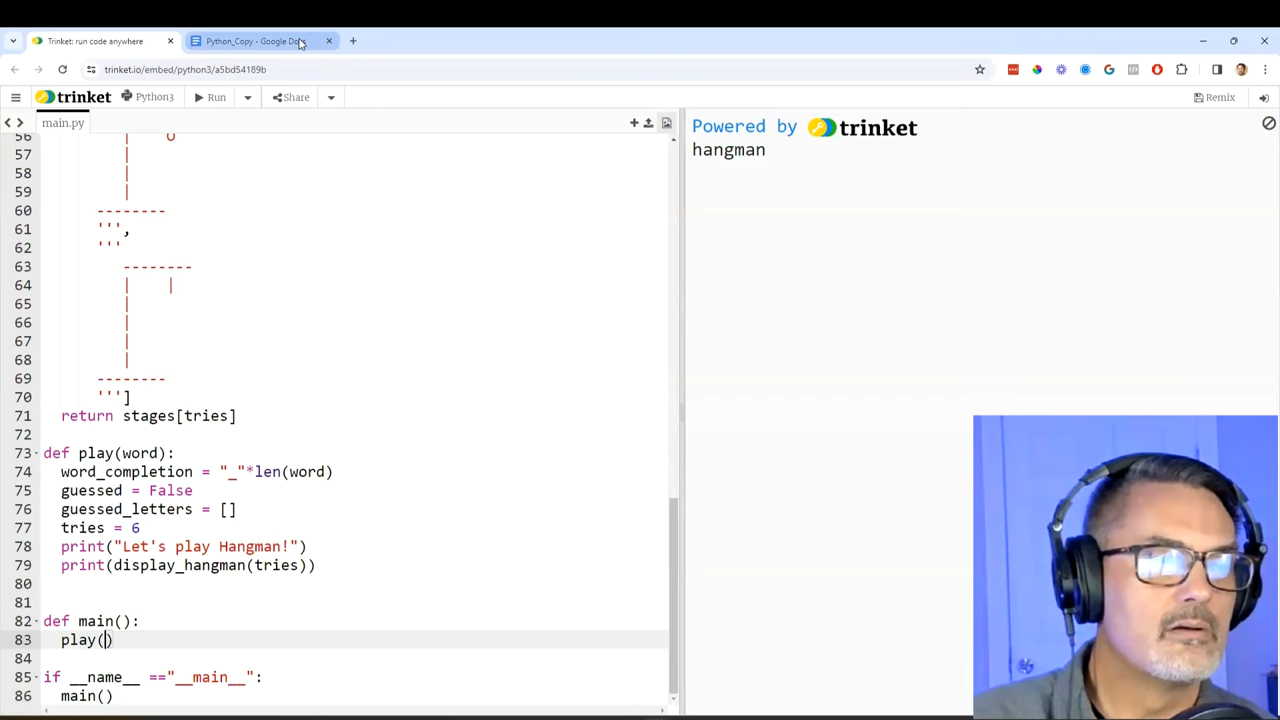 Trinket: run code anywhere
Python_Copy - Google Docs
trinket.io/embed/python3/a5bd54189b
trinket Python3 Run Share Remix
main.py
56 O
57 |
58 |
59 |
60 --------
61 ''',
62 '''
63 --------
64 | |
65 |
66 |
67 |
68 |
69 --------
70 ''']
71 return stages[tries]
72
73 def play(word):
74 word_completion = "_"*len(word)
75 guessed = False
76 guessed_letters = []
77 tries = 6
78 print("Let's play Hangman!")
79 print(display_hangman(tries))
80
81
82 def main():
83 play()
84
85 if __name__ =="__main__":
86 main()
Powered by trinket
hangman